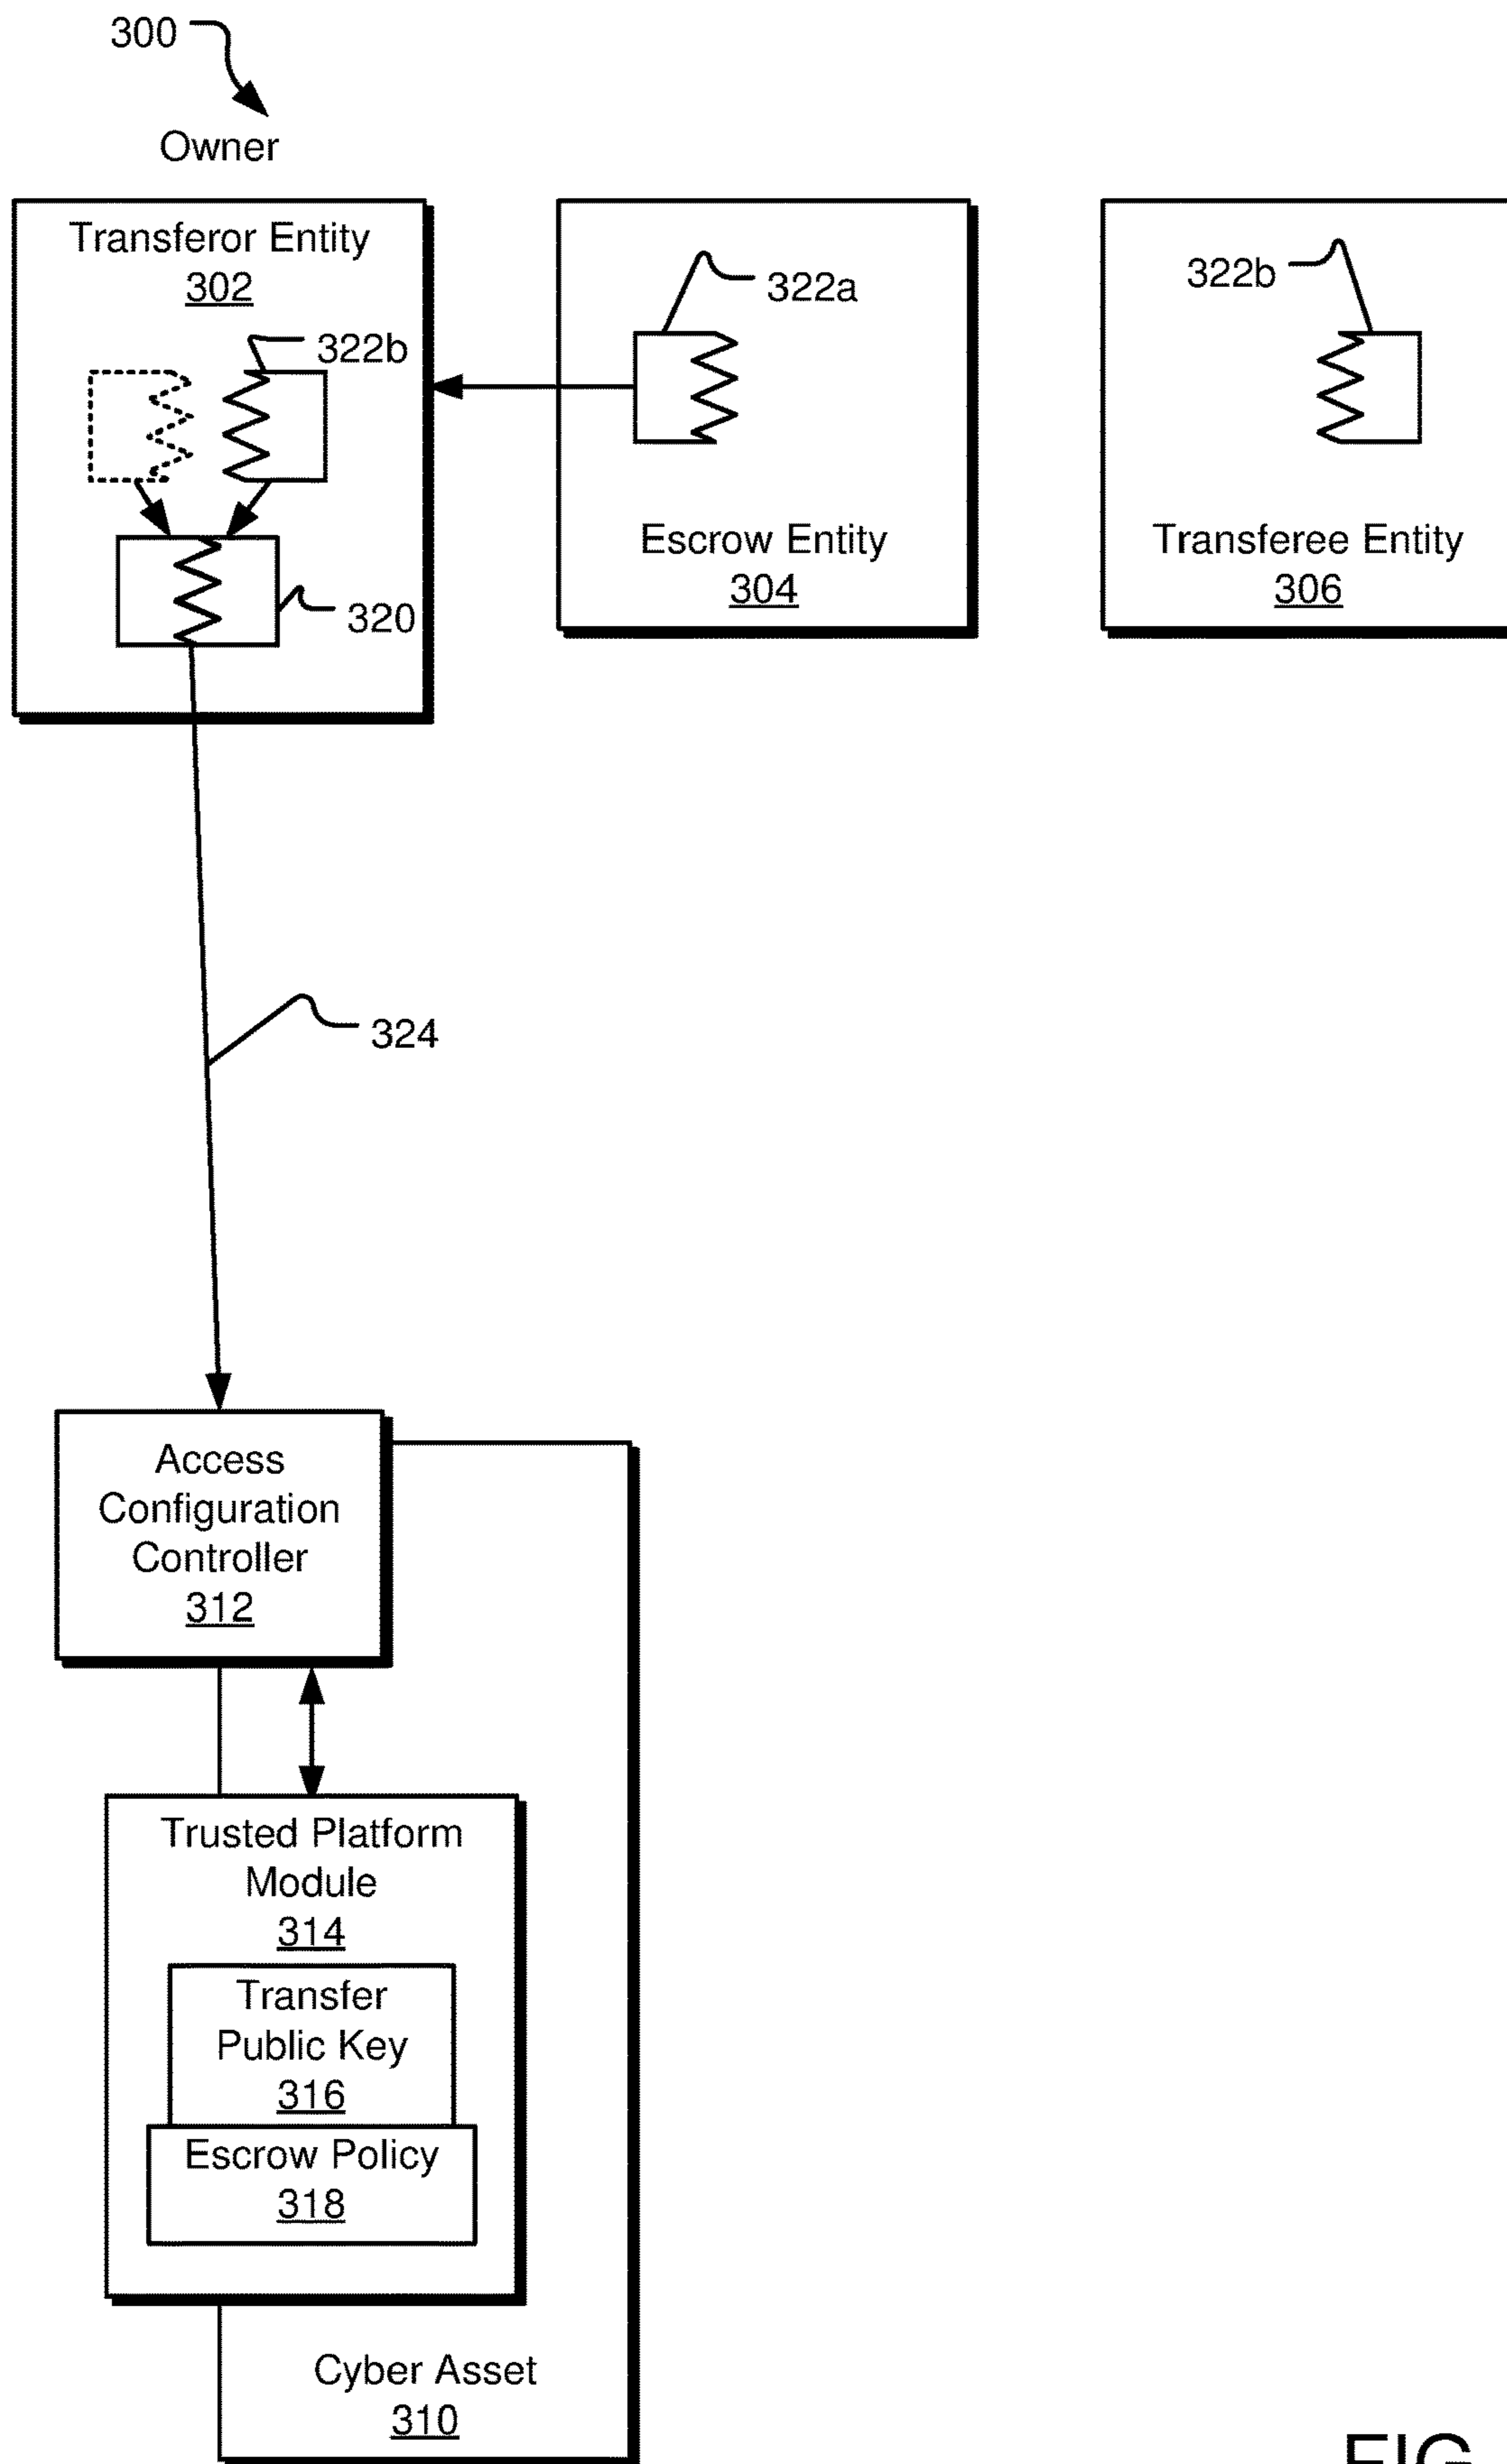 300
Owner
Transferor Entity
302
322b
320
322a
Escrow Entity
304
322b
Transferee Entity
306
324
Access
Configuration
Controller
312
Trusted Platform
Module
314
Transfer
Public Key
316
Escrow Policy
318
Cyber Asset
310
FIG